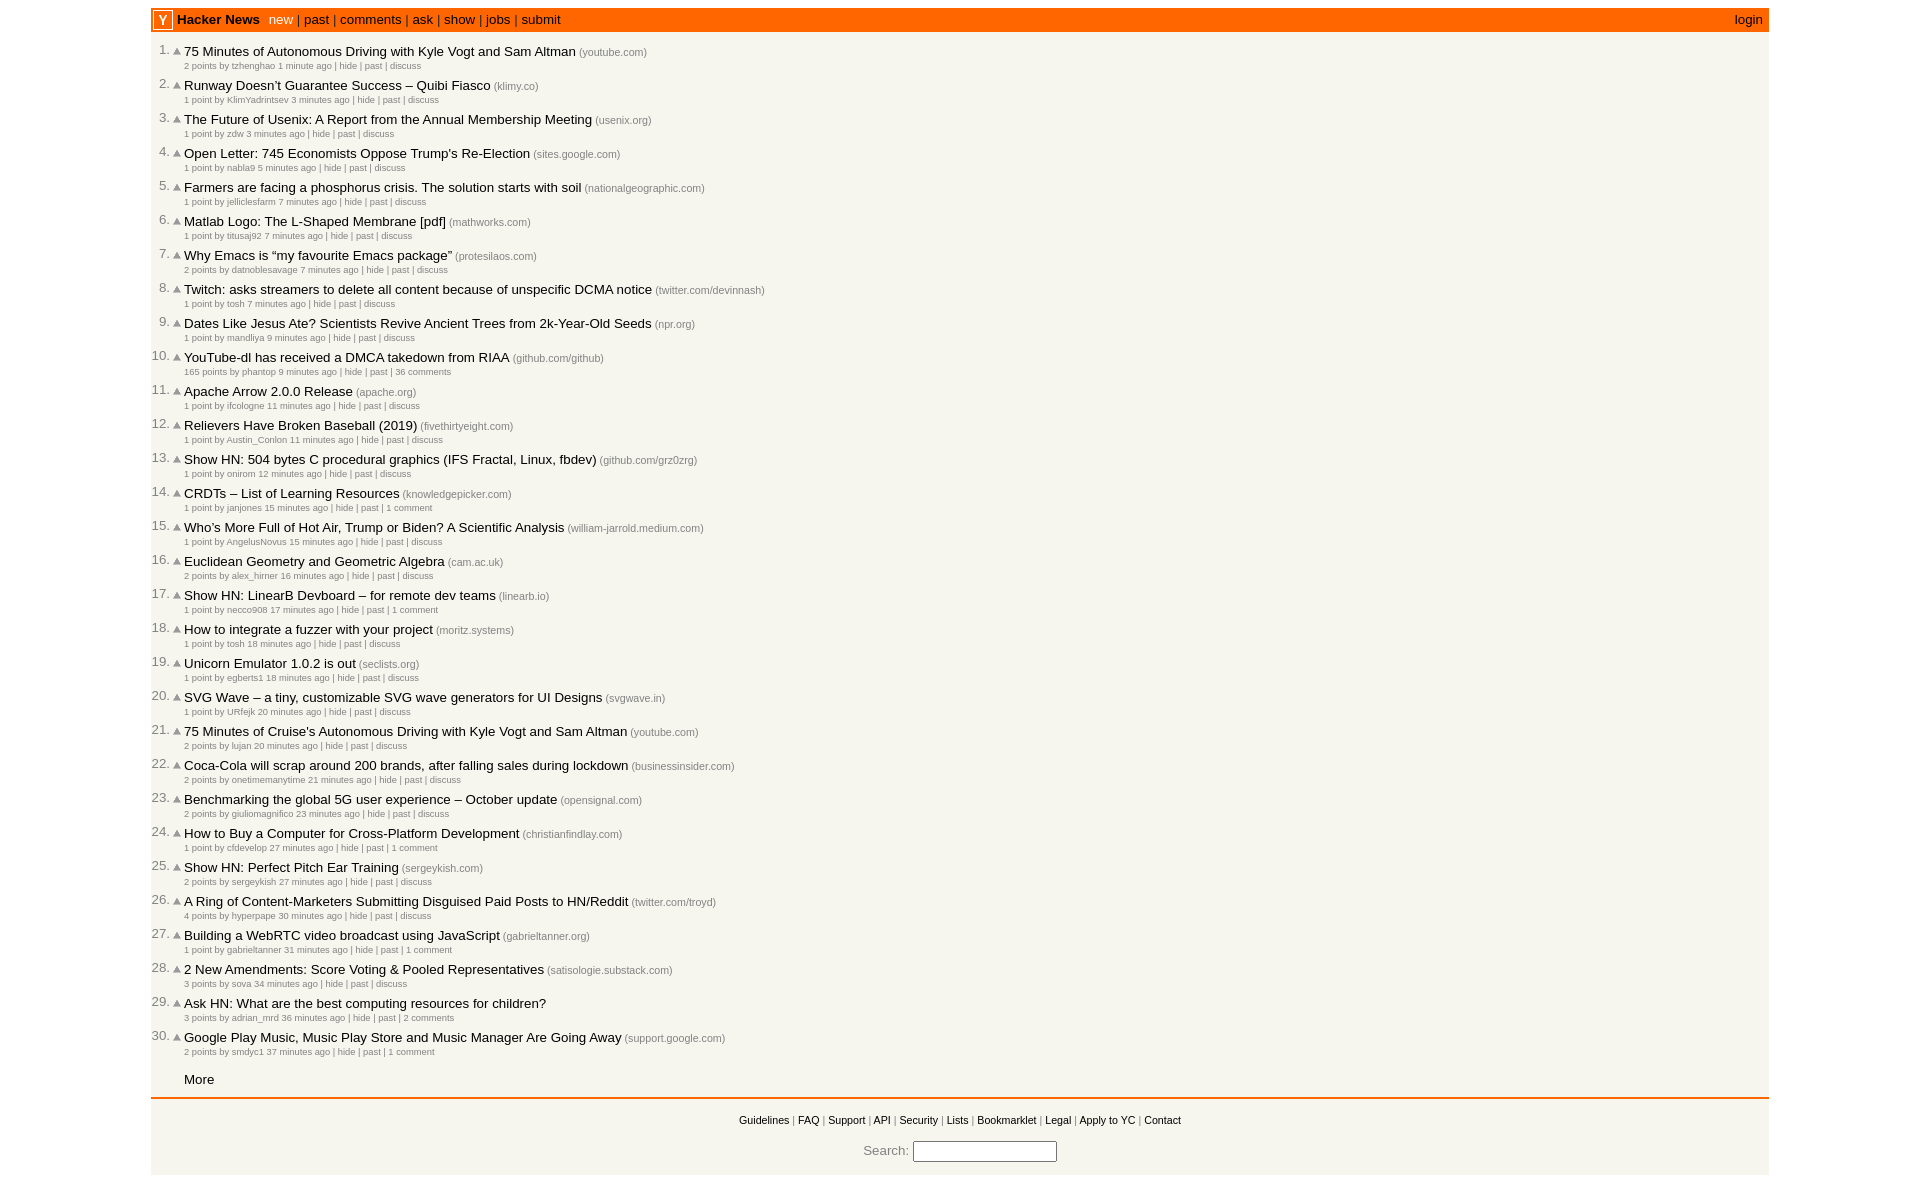 Y Hacker News new | past | comments | ask | show | jobs | submit login
1. 75 Minutes of Autonomous Driving with Kyle Vogt and Sam Altman (youtube.com)
2 points by tzhenghao 1 minute ago | hide | past | discuss
2. Runway Doesn’t Guarantee Success – Quibi Fiasco (klimy.co)
1 point by KlimYadrintsev 3 minutes ago | hide | past | discuss
3. The Future of Usenix: A Report from the Annual Membership Meeting (usenix.org)
1 point by zdw 3 minutes ago | hide | past | discuss
4. Open Letter: 745 Economists Oppose Trump's Re-Election (sites.google.com)
1 point by nabla9 5 minutes ago | hide | past | discuss
5. Farmers are facing a phosphorus crisis. The solution starts with soil (nationalgeographic.com)
1 point by jelliclesfarm 7 minutes ago | hide | past | discuss
6. Matlab Logo: The L-Shaped Membrane [pdf] (mathworks.com)
1 point by titusaj92 7 minutes ago | hide | past | discuss
7. Why Emacs is “my favourite Emacs package” (protesilaos.com)
2 points by datnoblesavage 7 minutes ago | hide | past | discuss
8. Twitch: asks streamers to delete all content because of unspecific DCMA notice (twitter.com/devinnash)
1 point by tosh 7 minutes ago | hide | past | discuss
9. Dates Like Jesus Ate? Scientists Revive Ancient Trees from 2k-Year-Old Seeds (npr.org)
1 point by mandliya 9 minutes ago | hide | past | discuss
10. YouTube-dl has received a DMCA takedown from RIAA (github.com/github)
165 points by phantop 9 minutes ago | hide | past | 36 comments
11. Apache Arrow 2.0.0 Release (apache.org)
1 point by ifcologne 11 minutes ago | hide | past | discuss
12. Relievers Have Broken Baseball (2019) (fivethirtyeight.com)
1 point by Austin_Conlon 11 minutes ago | hide | past | discuss
13. Show HN: 504 bytes C procedural graphics (IFS Fractal, Linux, fbdev) (github.com/grz0zrg)
1 point by onirom 12 minutes ago | hide | past | discuss
14. CRDTs – List of Learning Resources (knowledgepicker.com)
1 point by janjones 15 minutes ago | hide | past | 1 comment
15. Who’s More Full of Hot Air, Trump or Biden? A Scientific Analysis (william-jarrold.medium.com)
1 point by AngelusNovus 15 minutes ago | hide | past | discuss
16. Euclidean Geometry and Geometric Algebra (cam.ac.uk)
2 points by alex_hirner 16 minutes ago | hide | past | discuss
17. Show HN: LinearB Devboard – for remote dev teams (linearb.io)
1 point by necco908 17 minutes ago | hide | past | 1 comment
18. How to integrate a fuzzer with your project (moritz.systems)
1 point by tosh 18 minutes ago | hide | past | discuss
19. Unicorn Emulator 1.0.2 is out (seclists.org)
1 point by egberts1 18 minutes ago | hide | past | discuss
20. SVG Wave – a tiny, customizable SVG wave generators for UI Designs (svgwave.in)
1 point by URfejk 20 minutes ago | hide | past | discuss
21. 75 Minutes of Cruise's Autonomous Driving with Kyle Vogt and Sam Altman (youtube.com)
2 points by lujan 20 minutes ago | hide | past | discuss
22. Coca-Cola will scrap around 200 brands, after falling sales during lockdown (businessinsider.com)
2 points by onetimemanytime 21 minutes ago | hide | past | discuss
23. Benchmarking the global 5G user experience – October update (opensignal.com)
2 points by giuliomagnifico 23 minutes ago | hide | past | discuss
24. How to Buy a Computer for Cross-Platform Development (christianfindlay.com)
1 point by cfdevelop 27 minutes ago | hide | past | 1 comment
25. Show HN: Perfect Pitch Ear Training (sergeykish.com)
2 points by sergeykish 27 minutes ago | hide | past | discuss
26. A Ring of Content-Marketers Submitting Disguised Paid Posts to HN/Reddit (twitter.com/troyd)
4 points by hyperpape 30 minutes ago | hide | past | discuss
27. Building a WebRTC video broadcast using JavaScript (gabrieltanner.org)
1 point by gabrieltanner 31 minutes ago | hide | past | 1 comment
28. 2 New Amendments: Score Voting & Pooled Representatives (satisologie.substack.com)
3 points by sova 34 minutes ago | hide | past | discuss
29. Ask HN: What are the best computing resources for children?
3 points by adrian_mrd 36 minutes ago | hide | past | 2 comments
30. Google Play Music, Music Play Store and Music Manager Are Going Away (support.google.com)
2 points by smdyc1 37 minutes ago | hide | past | 1 comment
More
Guidelines | FAQ | Support | API | Security | Lists | Bookmarklet | Legal | Apply to YC | Contact
Search: